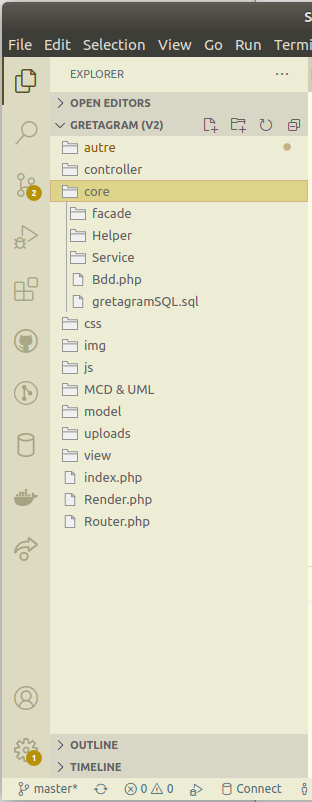 S
File Edit Selection View Go Run Termi
EXPLORER
OPEN EDITORS
GRETAGRAM (V2)
autre
controller
core
facade
Helper
Service
Bdd.php
gretagramSQL.sql
css
img
js
MCD & UML
model
uploads
view
index.php
Render.php
Router.php
2
1
OUTLINE
TIMELINE
master* 0 0 Connect